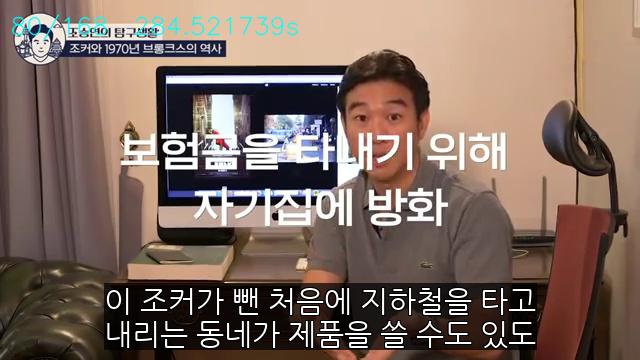 80/168, 284.521739s
조승연의 탐구생활
조커와 1970년 브롱크스의 역사
보험금을 타내기 위해
자기집에 방화
이 조커가 뺀 처음에 지하철을 타고
내리는 동네가 제품을 쓸 수도 있도